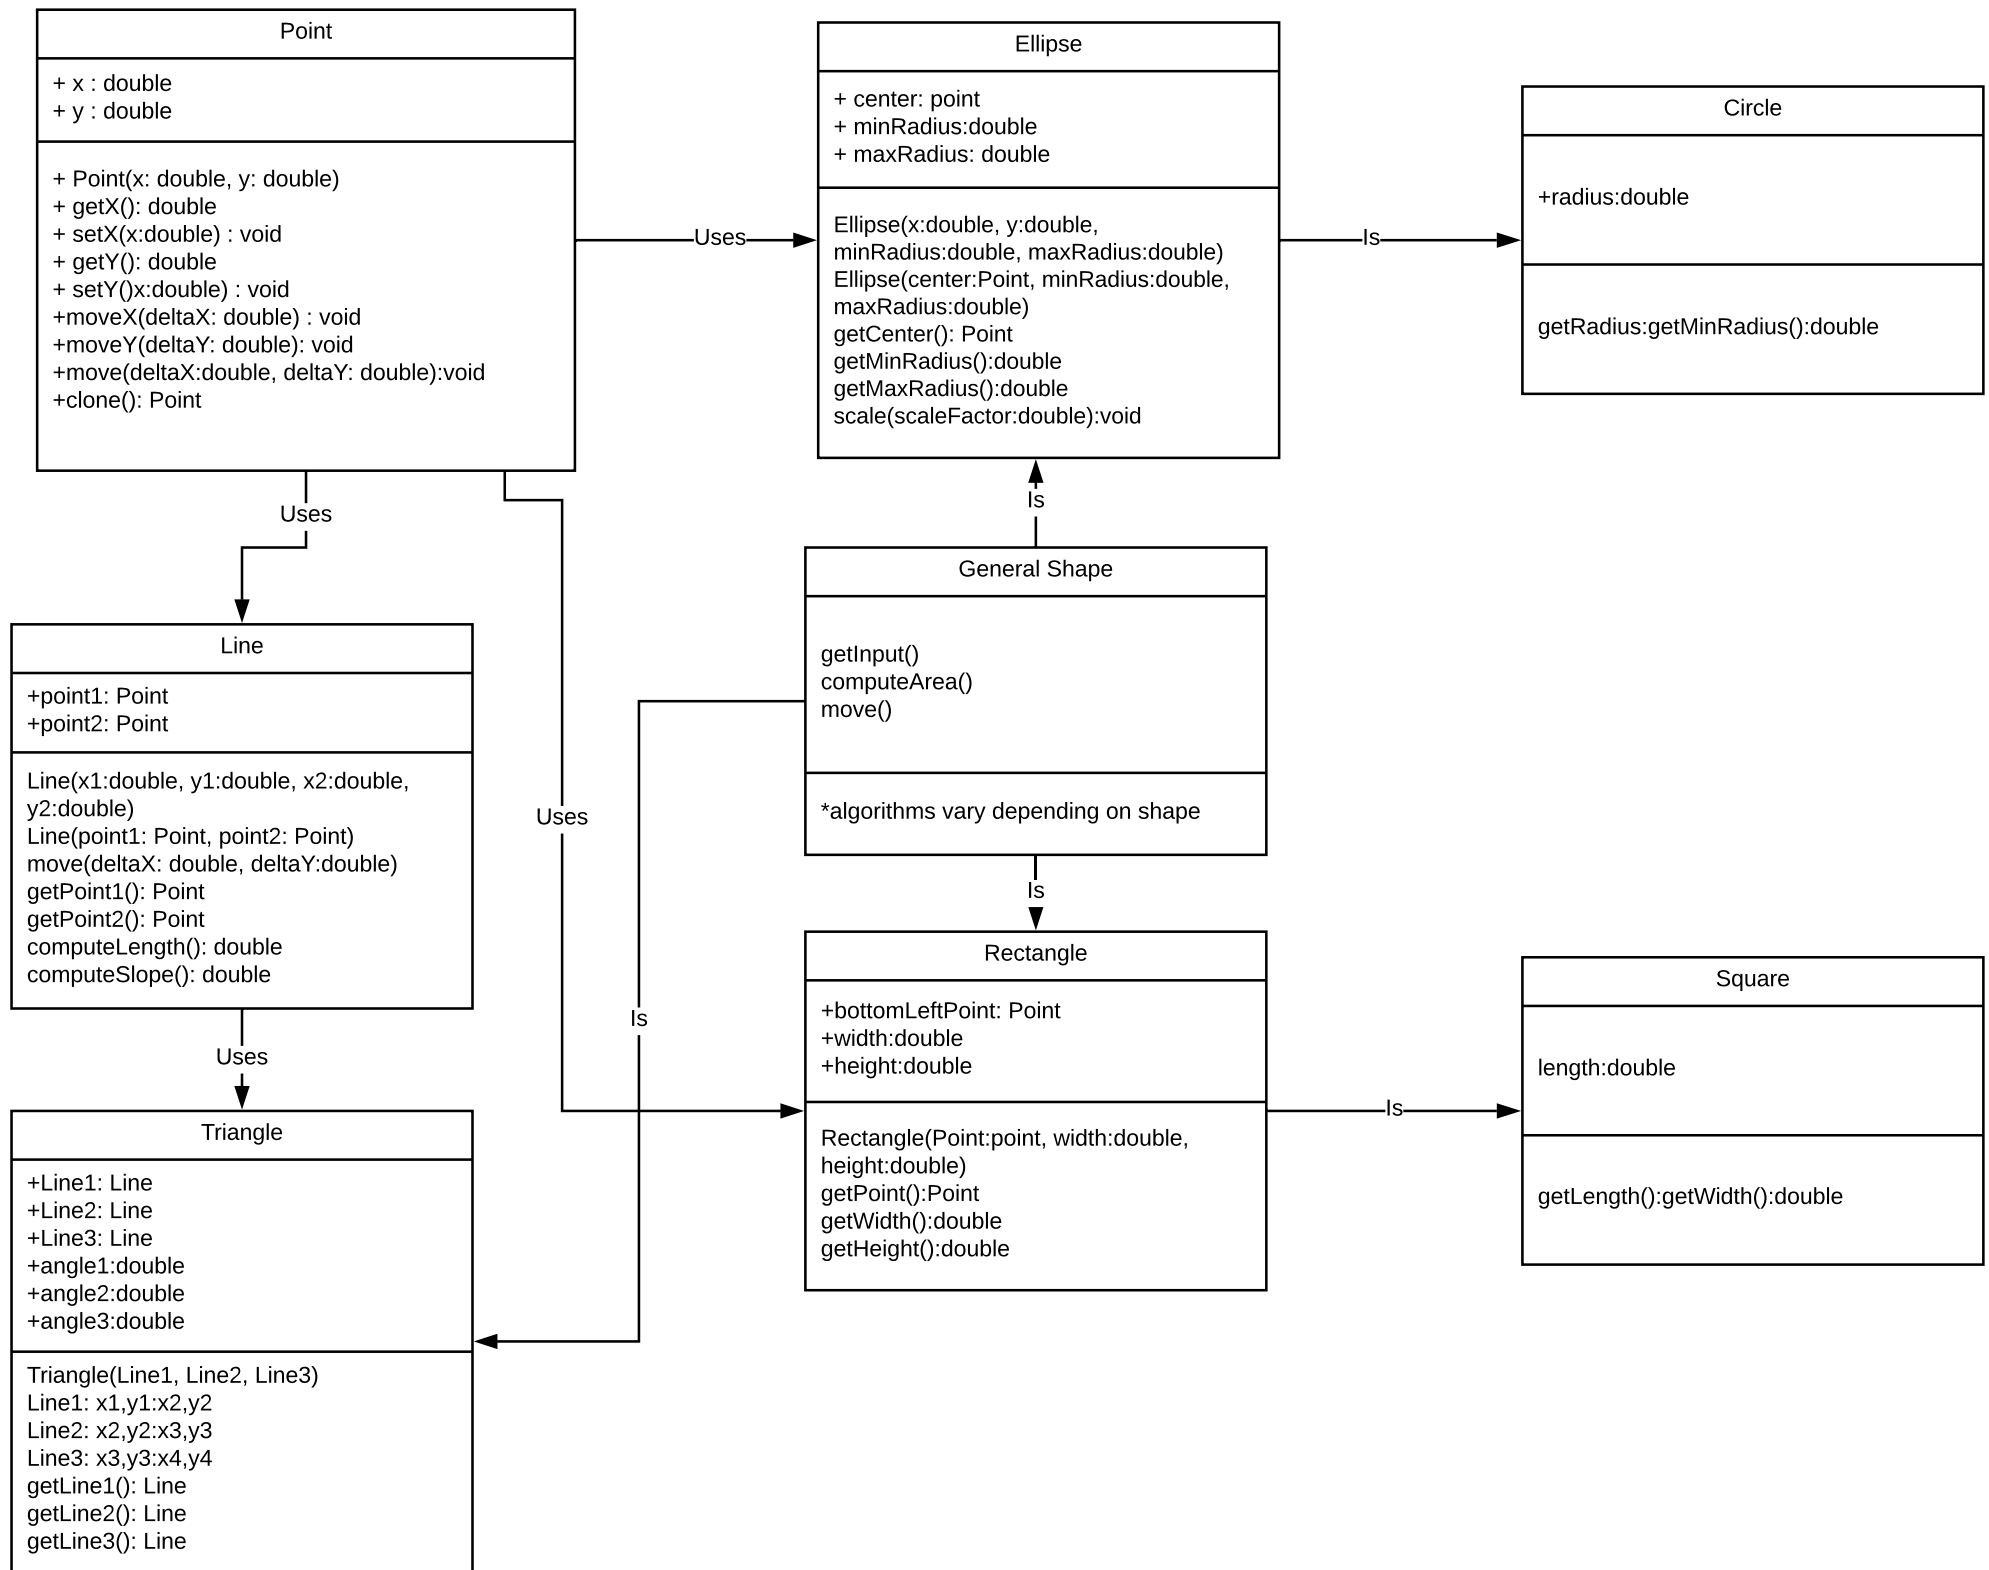 Point
+ x : double
+ y : double
+ Point(x: double, y: double)
+ getX(): double
+ setX(x:double) : void
+ getY(): double
+ setY()x:double) : void
+moveX(deltaX: double) : void
+moveY(deltaY: double): void
+move(deltaX:double, deltaY: double):void
+clone(): Point
Uses
Ellipse
+ center: point
+ minRadius:double
+ maxRadius: double
Ellipse(x:double, y:double,
minRadius:double, maxRadius:double)
Ellipse(center:Point, minRadius:double,
maxRadius:double)
getCenter(): Point
getMinRadius():double
getMaxRadius():double
scale(scaleFactor:double):void
Is
Circle
+radius:double
getRadius:getMinRadius():double
Uses
Is
General Shape
getInput()
computeArea()
move()
*algorithms vary depending on shape
Line
+point1: Point
+point2: Point
Line(x1:double, y1:double, x2:double,
y2:double)
Line(point1: Point, point2: Point)
move(deltaX: double, deltaY:double)
getPoint1(): Point
getPoint2(): Point
computeLength(): double
computeSlope(): double
Uses
Is
Is
Rectangle
+bottomLeftPoint: Point
+width:double
+height:double
Rectangle(Point:point, width:double,
height:double)
getPoint():Point
getWidth():double
getHeight():double
Is
Square
length:double
getLength():getWidth():double
Uses
Triangle
+Line1: Line
+Line2: Line
+Line3: Line
+angle1:double
+angle2:double
+angle3:double
Triangle(Line1, Line2, Line3)
Line1: x1,y1:x2,y2
Line2: x2,y2:x3,y3
Line3: x3,y3:x4,y4
getLine1(): Line
getLine2(): Line
getLine3(): Line